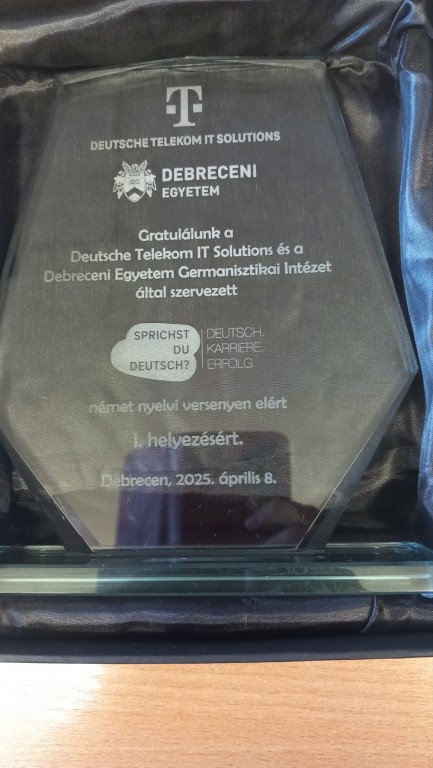 T
DEUTSCHE TELEKOM IT SOLUTIONS
DEBRECENI
EGYETEM
Gratulálunk a
Deutsche Telekom IT Solutions és a
Debreceni Egyetem Germanisztikai Intézet
által szervezett
SPRICHST
DU
DEUTSCH?
DEUTSCH.
KARRIERE.
ERFOLG.
német nyelvi versenyen elért
I. helyezésért.
Debrecen, 2025. április 8.